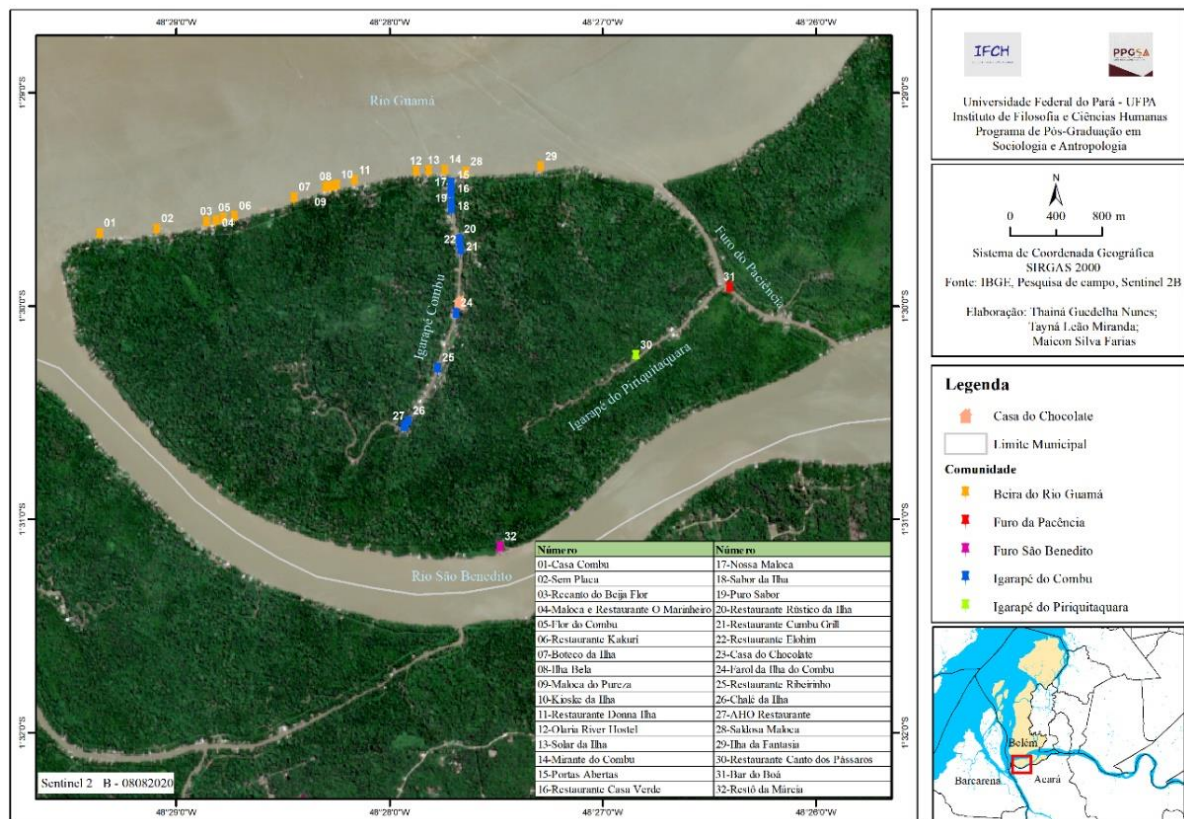 48°29'0"W 48°28'0"W 48°27'0"W 48°26'0"W
1°29'0"S
1°30'0"S
1°31'0"S
1°32'0"S
Rio Guamá
01
02
03
05
04
06
07
08
09
10
11
12
13
14
28
29
15
17
16
19
18
20
22
21
24
25
27
26
31
30
32
Igarapé Combu
Furo do Paciência
Igarapé do Piriquitaquara
Rio São Benedito
Número Número
01-Casa Combu 17-Nossa Maloca
02-Sem Placa 18-Sabor da Ilha
03-Recanto do Beija Flor 19-Puro Sabor
04-Maloca e Restaurante O Marinheiro 20-Restaurante Rústico da Ilha
05-Flor do Combu 21-Restaurante Cumbu Grill
06-Restaurante Kakuri 22-Restaurante Elohim
07-Boteco da Ilha 23-Casa do Chocolate
08-Ilha Bela 24-Farol da Ilha do Combu
09-Maloca do Pureza 25-Restaurante Ribeirinho
10-Kioske da Ilha 26-Chalé da Ilha
11-Restaurante Donna Ilha 27-AHO Restaurante
12-Olaria River Hostel 28-Saldosa Maloca
13-Solar da Ilha 29-Ilha da Fantasia
14-Mirante do Combu 30-Restaurante Canto dos Pássaros
15-Portas Abertas 31-Bar do Boá
16-Restaurante Casa Verde 32-Restô da Márcia
Sentinel 2 B - 08082020
48°29'0"W 48°28'0"W 48°27'0"W 48°26'0"W
IFCH
PPGSA
Universidade Federal do Pará - UFPA
Instituto de Filosofia e Ciências Humanas
Programa de Pós-Graduação em
Sociologia e Antropologia
N
0 400 800 m
Sistema de Coordenada Geográfica
SIRGAS 2000
Fonte: IBGE, Pesquisa de campo, Sentinel 2B
Elaboração: Thainá Guedelha Nunes;
Tayná Leão Miranda;
Maicon Silva Farias
Legenda
Casa do Chocolate
Limite Municipal
Comunidade
Beira do Rio Guamá
Furo da Pacência
Furo São Benedito
Igarapé do Combu
Igarapé do Piriquitaquara
Belém
Barcarena
Acará